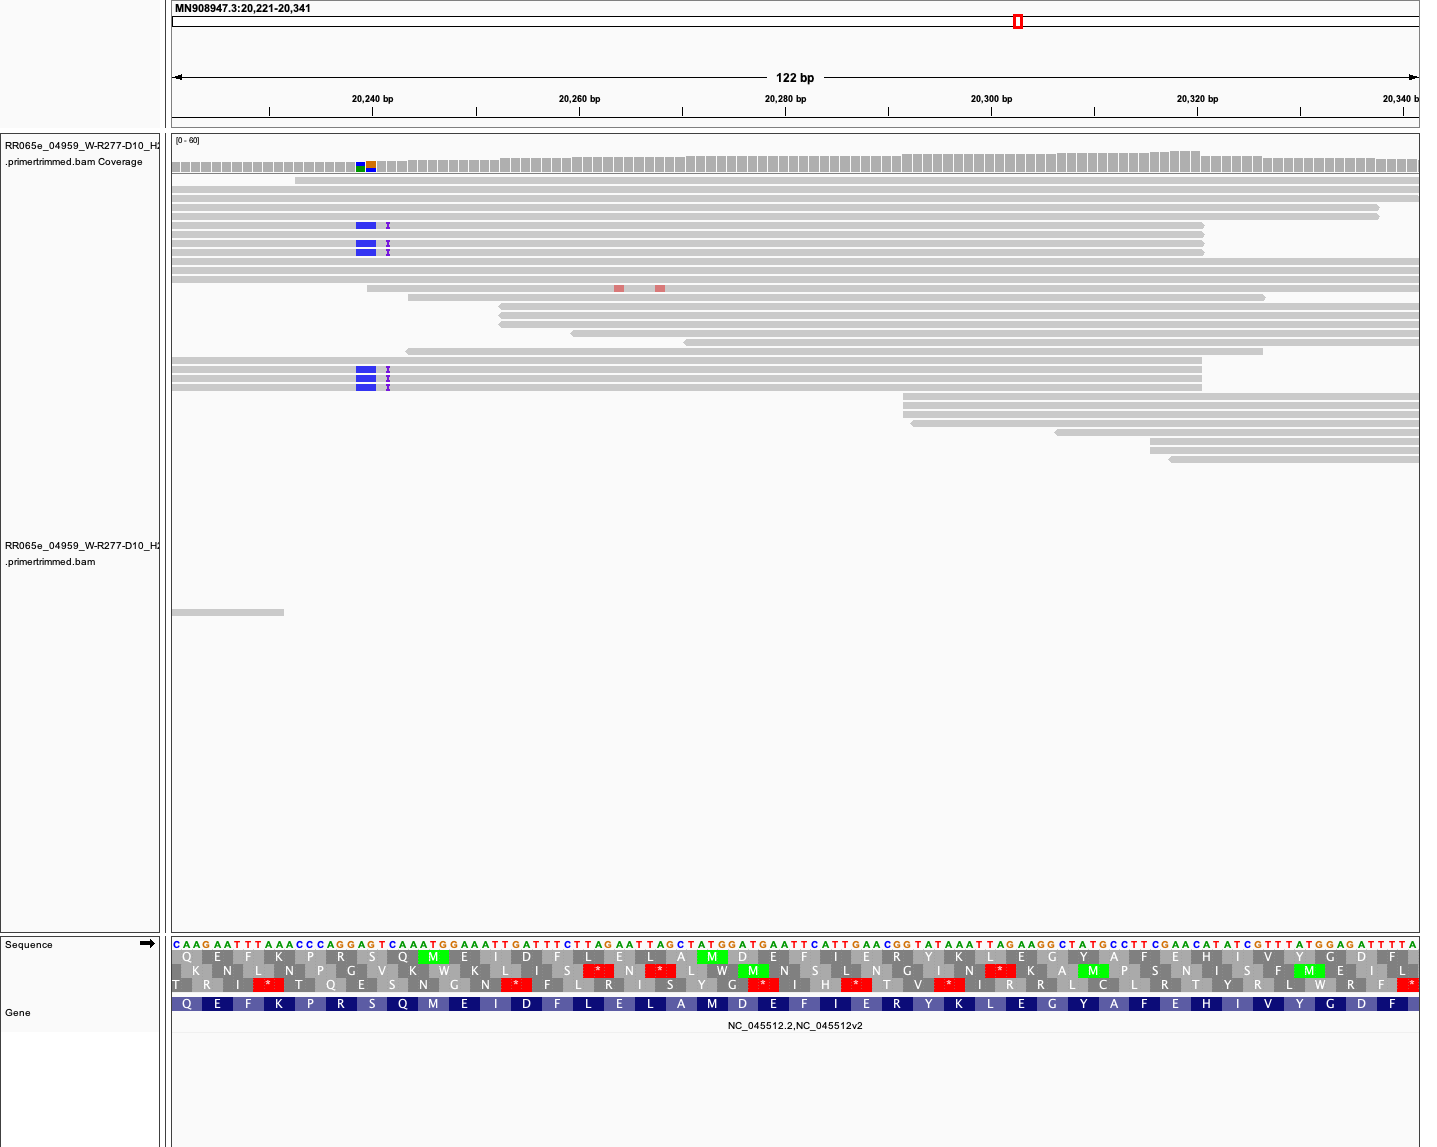 MN908947.3:20,221-20,341
122 bp
20,240 bp 20,260 bp 20,280 bp 20,300 bp 20,320 bp 20,340 b
RR065e_04959_W-R277-D10_H2
.primertrimmed.bam Coverage
[0 - 60]
RR065e_04959_W-R277-D10_H2
.primertrimmed.bam
Sequence
C A A G A A T T T A A A C C C A G G A G T C A A A T G G A A A T T G A T T T C T T A G A A T T A G C T A T G G A T G A A T T C A T T G A A C G G T A T A A A T T A G A A G G C T A T G C C T T C G A A C A T A T C G T T T A T G G A G A T T T T A
Q E F K P R S Q M E I D F L E L A M D E F I E R Y K L E G Y A F E H I V Y G D F
K N L N P G V K W K L I S * N * L W M N S L N G I N * K A M P S N I S F M E I L
T R I * T Q E S N G N * F L R I S Y G * I H * T V * I R R L C L R T Y R L W R F *
Gene
Q E F K P R S Q M E I D F L E L A M D E F I E R Y K L E G Y A F E H I V Y G D F
NC_045512.2,NC_045512v2